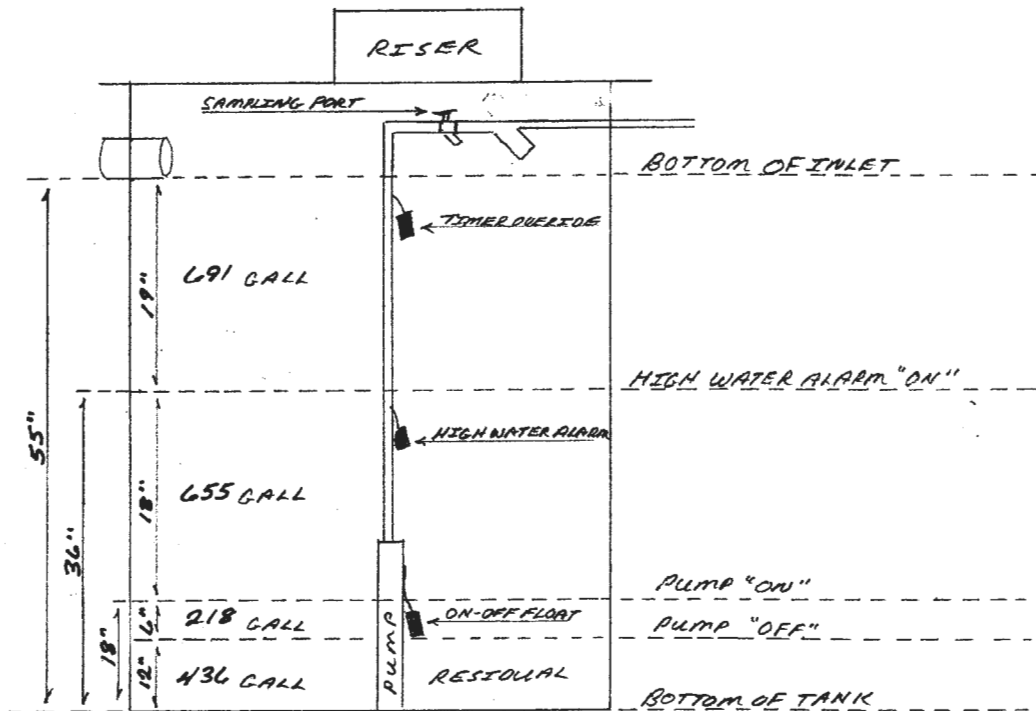 RISER
SAMPLING PORT
BOTTOM OF INLET
TIMER OVERIDE
691 GALL
19"
HIGH WATER ALARM "ON"
55"
HIGH WATER ALARM
655 GALL
18"
36"
PUMP "ON"
ON-OFF FLOAT
218 GALL
6"
PUMP "OFF"
18"
12"
436 GALL
PUMP
RESIDUAL
BOTTOM OF TANK